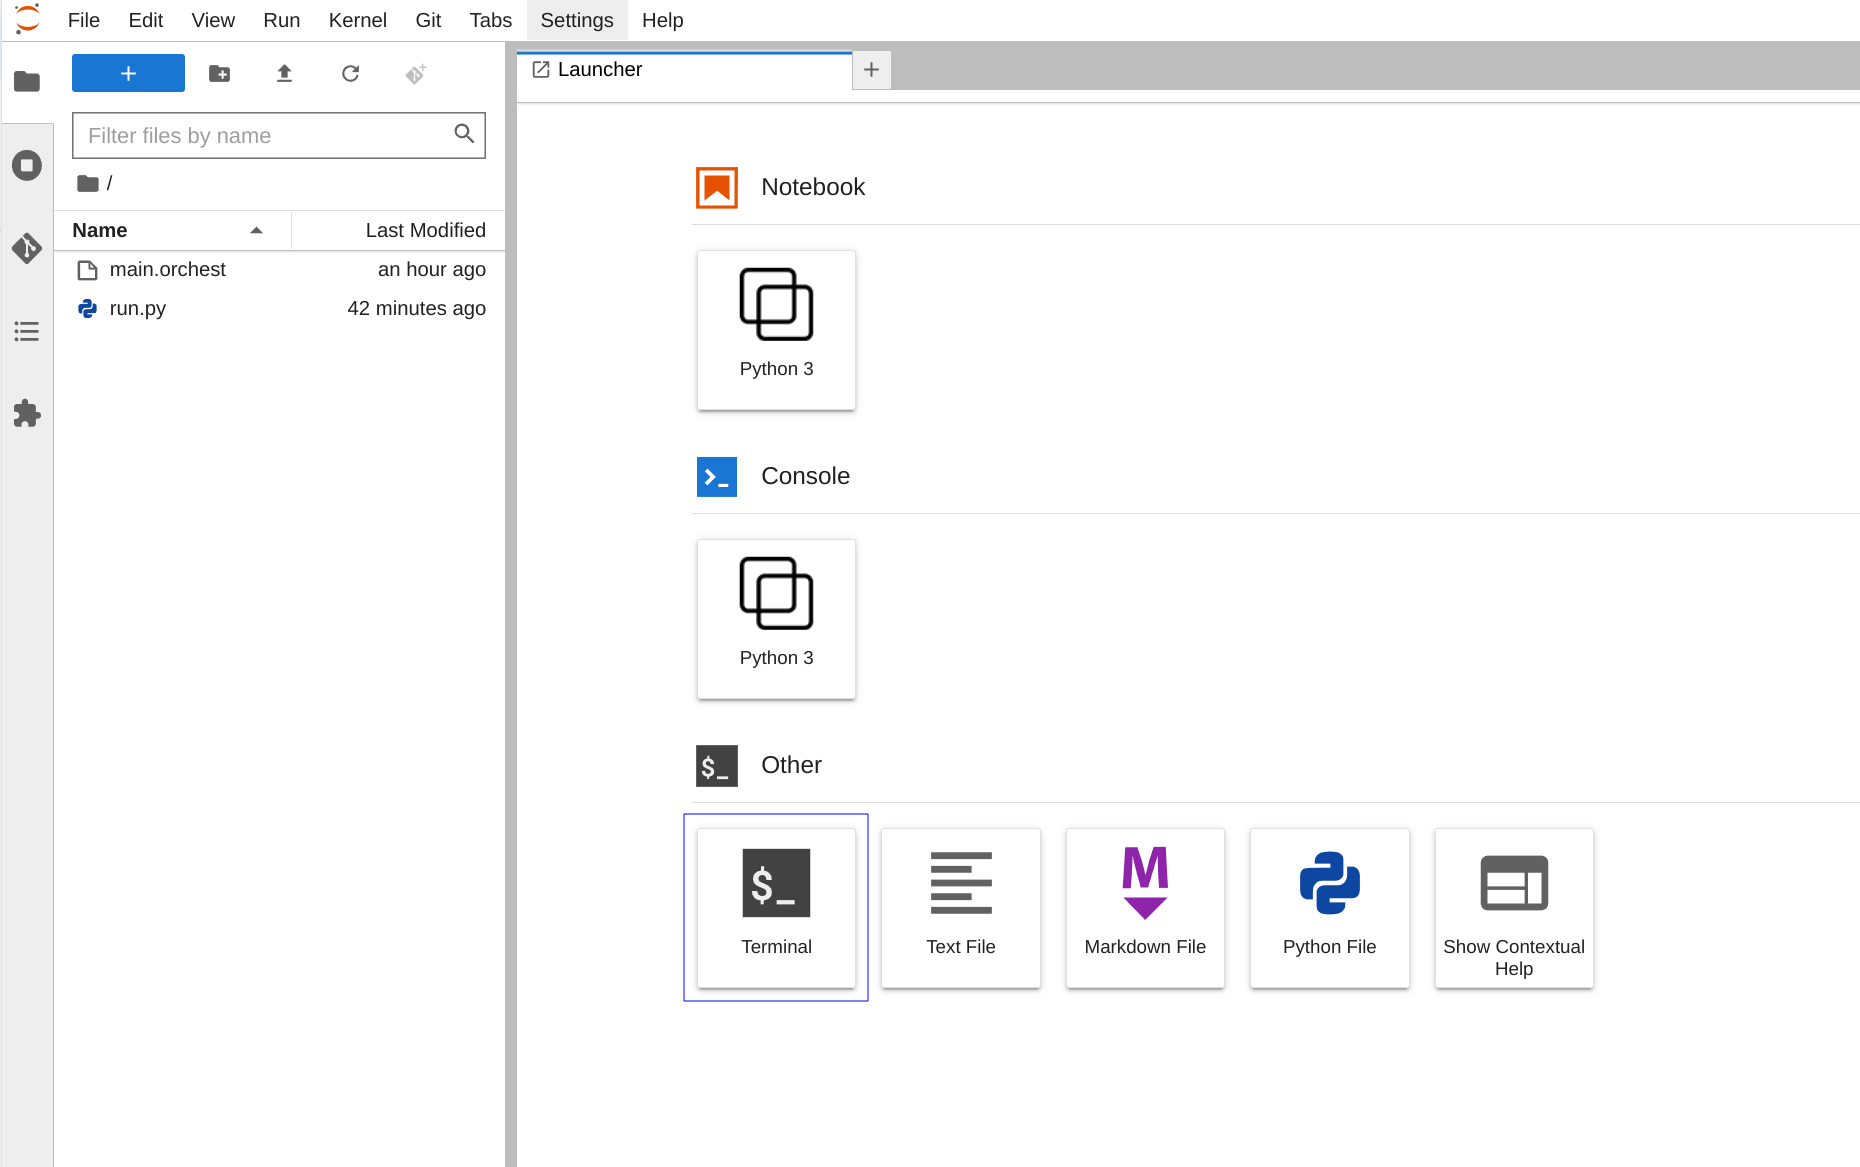 File Edit View Run Kernel Git Tabs Settings Help
Launcher
Filter files by name
/
Name Last Modified
main.orchest an hour ago
run.py 42 minutes ago
Notebook
Python 3
Console
Python 3
$_ Other
$_
Terminal Text File Markdown File Python File Show Contextual
Help